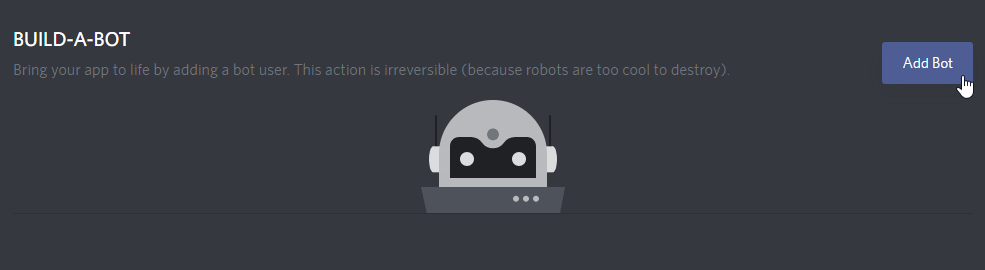 BUILD-A-BOT
Bring your app to life by adding a bot user. This action is irreversible (because robots are too cool to destroy).
Add Bot